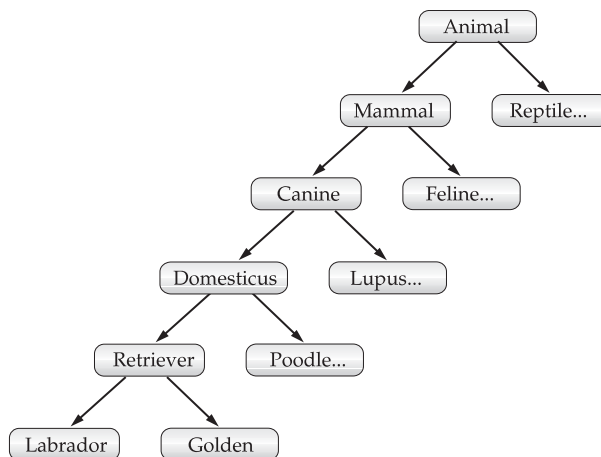 Animal
Mammal
Reptile...
Canine
Feline...
Domesticus
Lupus...
Retriever
Poodle...
Labrador
Golden